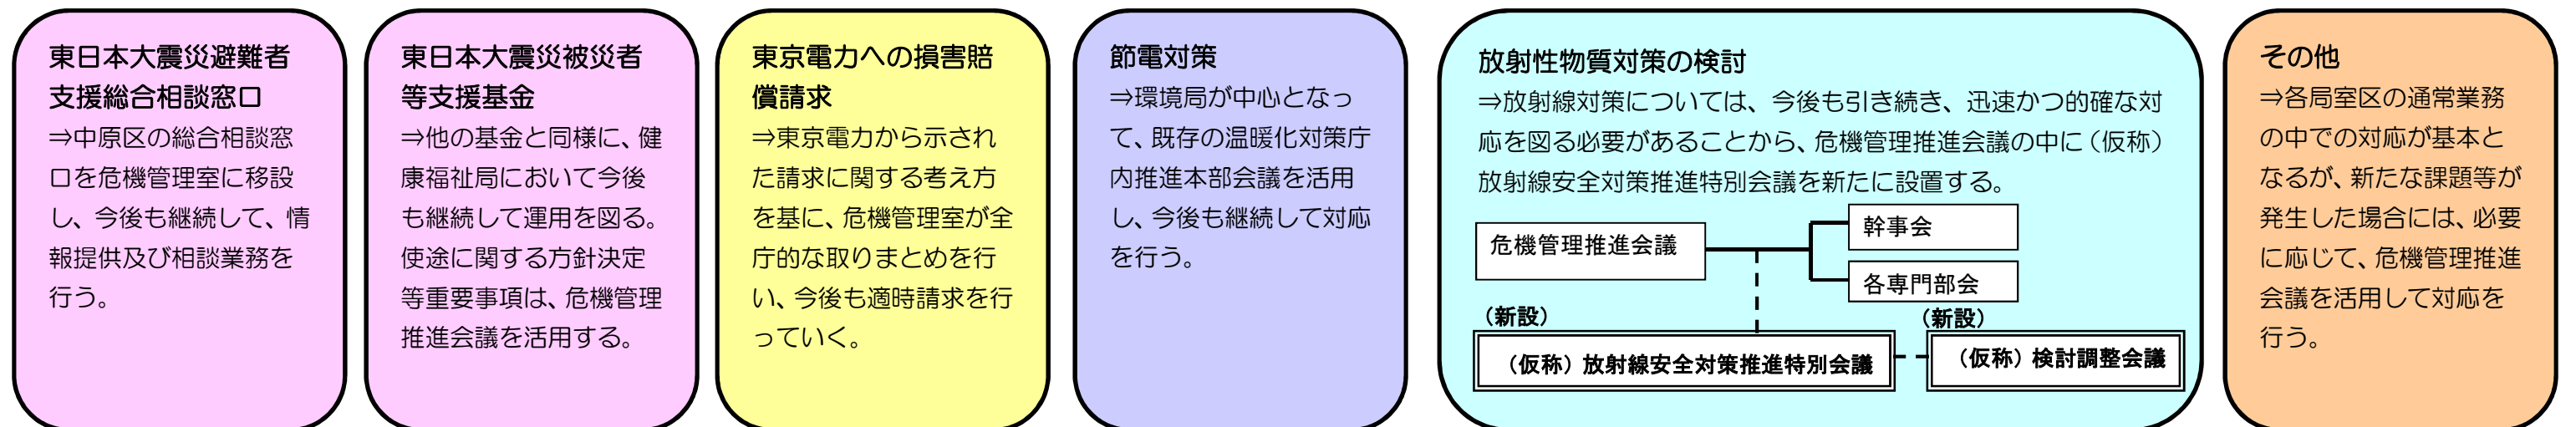 東日本大震災避難者
支援総合相談窓口
⇒中原区の総合相談窓
口を危機管理室に移設
し、今後も継続して、情
報提供及び相談業務を
行う。
東日本大震災被災者
等支援基金
⇒他の基金と同様に、健
康福祉局において今後
も継続して運用を図る。
使途に関する方針決定
等重要事項は、危機管理
推進会議を活用する。
東京電力への損害賠
償請求
⇒東京電力から示され
た請求に関する考え方
を基に、危機管理室が全
庁的な取りまとめを行
い、今後も適時請求を行
っていく。
節電対策
⇒環境局が中心となっ
て、既存の温暖化対策庁
内推進本部会議を活用
し、今後も継続して対応
を行う。
放射性物質対策の検討
⇒放射線対策については、今後も引き続き、迅速かつ的確な対
応を図る必要があることから、危機管理推進会議の中に（仮称）
放射線安全対策推進特別会議を新たに設置する。
危機管理推進会議
幹事会
各専門部会
（新設）
（仮称）放射線安全対策推進特別会議
（新設）
（仮称）検討調整会議
その他
⇒各局室区の通常業務
の中での対応が基本と
なるが、新たな課題等が
発生した場合には、必要
に応じて、危機管理推進
会議を活用して対応を
行う。